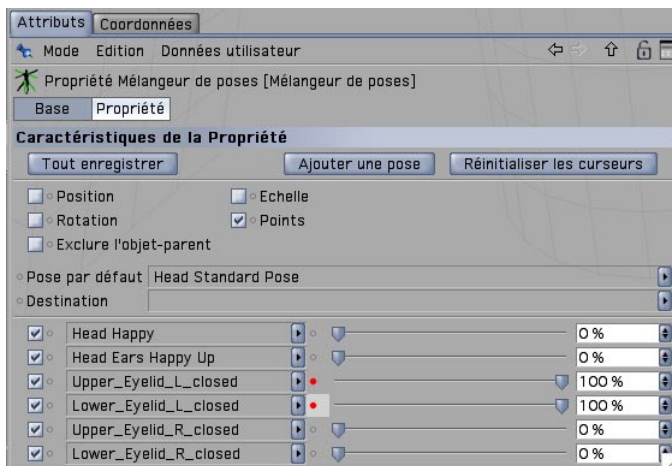 Attributs Coordonnées
Mode Edition Données utilisateur
Propriété Mélangeur de poses [Mélangeur de poses]
Base Propriété
Caractéristiques de la Propriété
Tout enregistrer Ajouter une pose Réinitialiser les curseurs
Position Echelle
Rotation Points
Exclure l'objet-parent
Pose par défaut Head Standard Pose
Destination
Head Happy 0 %
Head Ears Happy Up 0 %
Upper_Eyelid_L_closed 100 %
Lower_Eyelid_L_closed 100 %
Upper_Eyelid_R_closed 0 %
Lower_Eyelid_R_closed 0 %